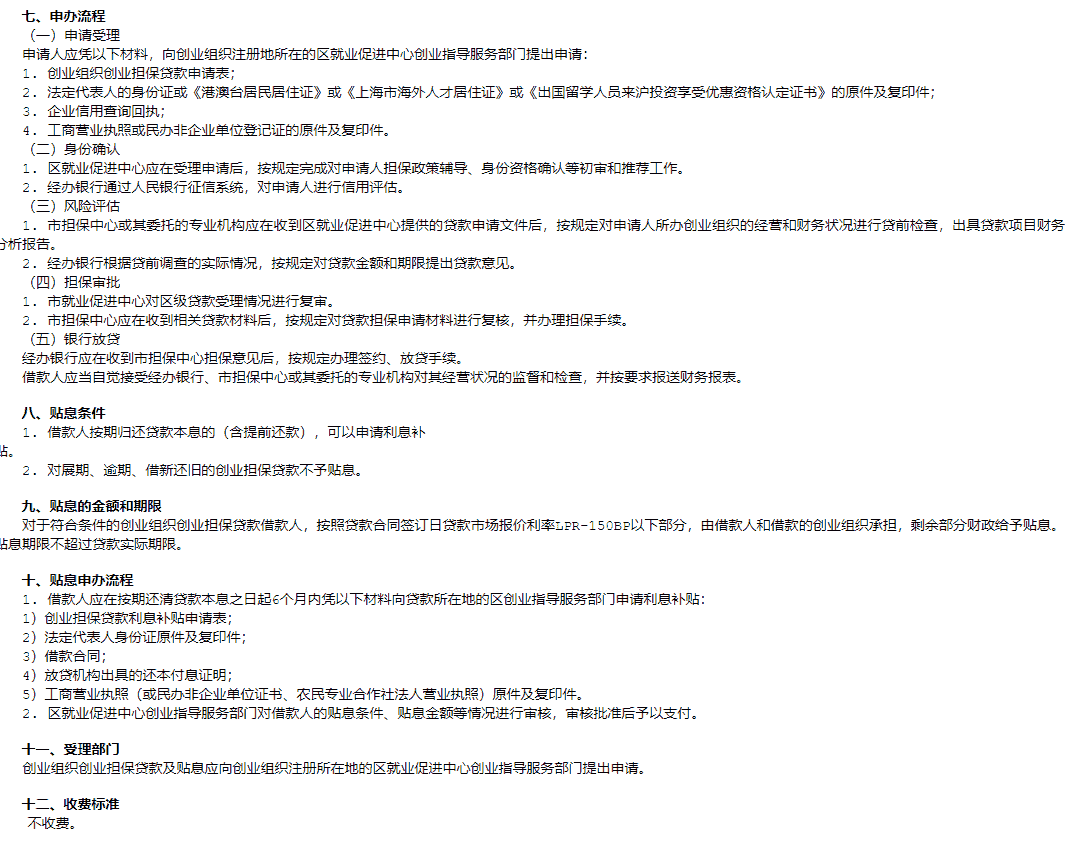 七、申办流程
（一）申请受理
申请人应凭以下材料，向创业组织注册地所在的区就业促进中心创业指导服务部门提出申请：
1. 创业组织创业担保贷款申请表；
2. 法定代表人的身份证或《港澳台居民居住证》或《上海市海外人才居住证》或《出国留学人员来沪投资享受优惠资格认定证书》的原件及复印件；
3. 企业信用查询回执；
4. 工商营业执照或民办非企业单位登记证的原件及复印件。
（二）身份确认
1. 区就业促进中心应在受理申请后，按规定完成对申请人担保政策辅导、身份资格确认等初审和推荐工作。
2. 经办银行通过人民银行征信系统，对申请人进行信用评估。
（三）风险评估
1. 市担保中心或其委托的专业机构应在收到区就业促进中心提供的贷款申请文件后，按规定对申请人所办创业组织的经营和财务状况进行贷前检查，出具贷款项目财务
分析报告。
2. 经办银行根据贷前调查的实际情况，按规定对贷款金额和期限提出贷款意见。
（四）担保审批
1. 市就业促进中心对区级贷款受理情况进行复审。
2. 市担保中心应在收到相关贷款材料后，按规定对贷款担保申请材料进行复核，并办理担保手续。
（五）银行放贷
经办银行应在收到市担保中心担保意见后，按规定办理签约、放贷手续。
借款人应当自觉接受经办银行、市担保中心或其委托的专业机构对其经营状况的监督和检查，并按要求报送财务报表。
八、贴息条件
1. 借款人按期归还贷款本息的（含提前还款），可以申请利息补
贴。
2. 对展期、逾期、借新还旧的创业担保贷款不予贴息。
九、贴息的金额和期限
对于符合条件的创业组织创业担保贷款借款人，按照贷款合同签订日贷款市场报价利率LPR-150BP以下部分，由借款人和借款的创业组织承担，剩余部分财政给予贴息。
贴息期限不超过贷款实际期限。
十、贴息申办流程
1. 借款人应在按期还清贷款本息之日起6个月内凭以下材料向贷款所在地的区创业指导服务部门申请利息补贴：
1）创业担保贷款利息补贴申请表；
2）法定代表人身份证原件及复印件；
3）借款合同；
4）放贷机构出具的还本付息证明；
5）工商营业执照（或民办非企业单位证书、农民专业合作社法人营业执照）原件及复印件。
2. 区就业促进中心创业指导服务部门对借款人的贴息条件、贴息金额等情况进行审核，审核批准后予以支付。
十一、受理部门
创业组织创业担保贷款及贴息应向创业组织注册所在地的区就业促进中心创业指导服务部门提出申请。
十二、收费标准
不收费。